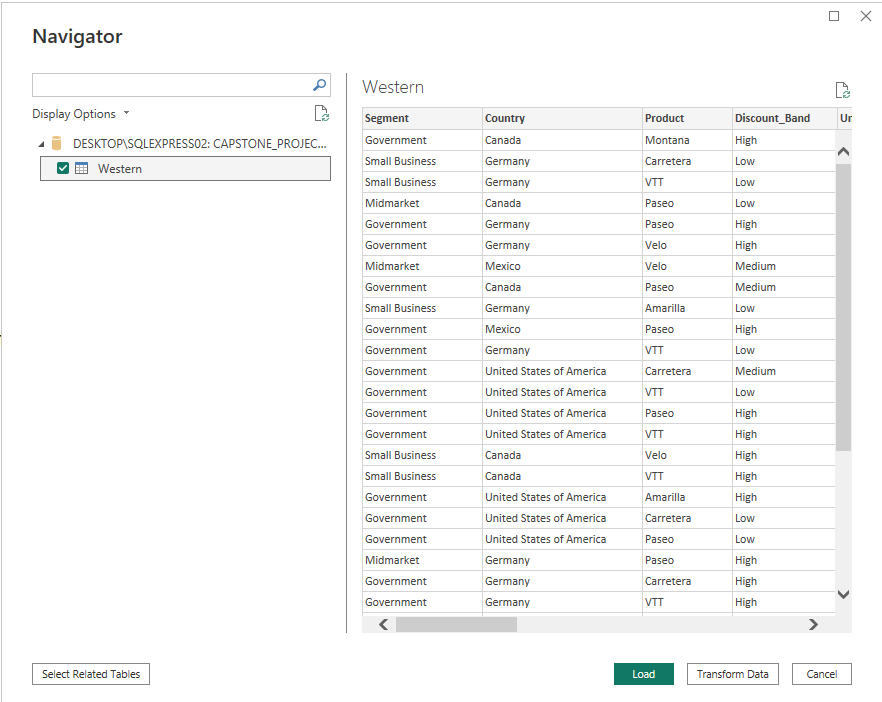 Navigator
Display Options
DESKTOP\SQLEXPRESS02: CAPSTONE_PROJEC...
Western
Western
Segment Country Product Discount_Band Un
Government Canada Montana High
Small Business Germany Carretera Low
Small Business Germany VTT Low
Midmarket Canada Paseo Low
Government Germany Paseo High
Government Germany Velo High
Midmarket Mexico Velo Medium
Government Canada Paseo Medium
Small Business Germany Amarilla Low
Government Mexico Paseo High
Government Germany VTT Low
Government United States of America Carretera Medium
Government United States of America VTT Low
Government United States of America Paseo High
Government United States of America VTT High
Small Business Canada Velo High
Small Business Canada VTT High
Government United States of America Amarilla High
Government United States of America Carretera Low
Government United States of America Paseo Low
Midmarket Germany Paseo High
Government Germany Carretera High
Government Germany VTT High
Select Related Tables Load Transform Data Cancel